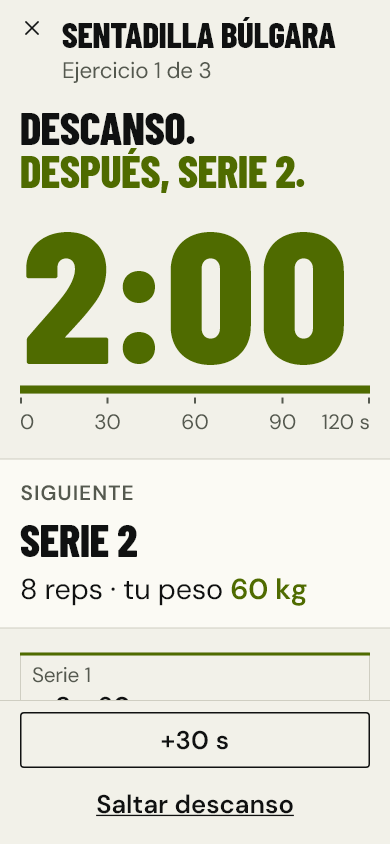 SENTADILLA BÚLGARA
Ejercicio 1 de 3
DESCANSO.
DESPUÉS, SERIE 2.
2:00
0 30 60 90 120 s
SIGUIENTE
SERIE 2
8 reps · tu peso 60 kg
Serie 1
+30 s
Saltar descanso